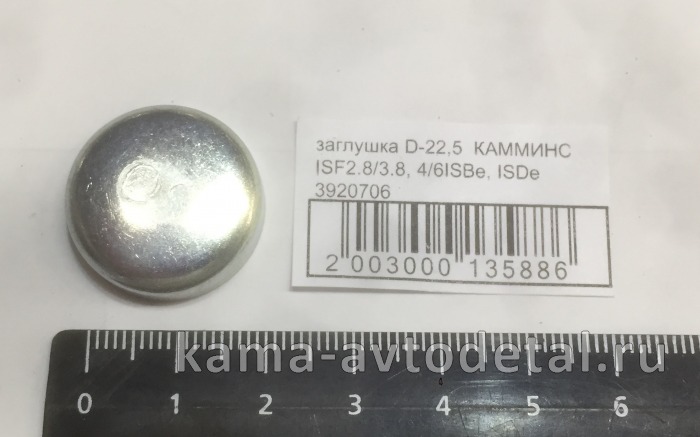 заглушка D-22,5 КАММИНС
ISF2.8/3.8, 4/6ISBe, ISDe
3920706
2 003000 135886
kama-avtodetal.ru
0 1 2 3 4 5 6